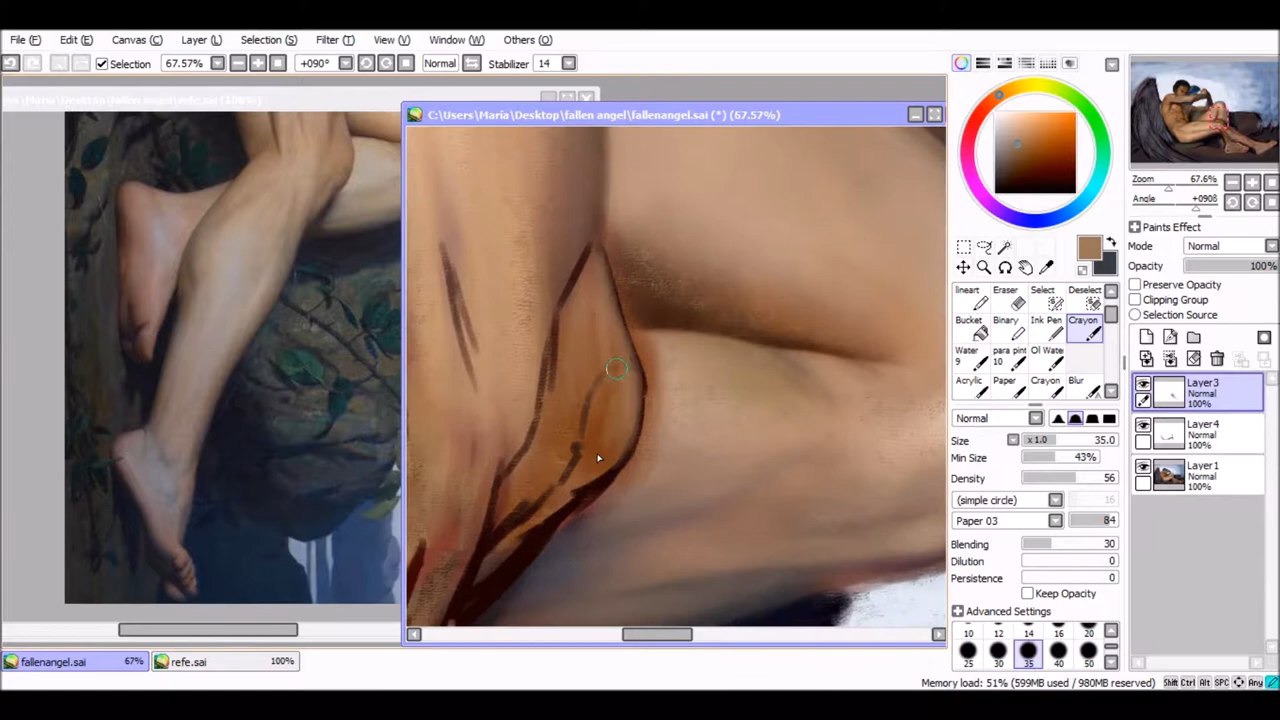 File (F) Edit (E) Canvas (C) Layer (L) Selection (S) Filter (T) View (V) Window (W) Others (O)
Selection 67.57% +090° Normal Stabilizer 14
C:\Users\Maria\Desktop\fallen angel\fallenangel.sai (*) (67.57%)
Zoom 67.6%
Angle +090θ
Paints Effect
Mode Normal
Opacity 100%
Preserve Opacity
Clipping Group
Selection Source
lineart Eraser Select Deselect
Bucket Binary Ink Pen Crayon
Water 9 para pint 10 Ol Wate
Acrylic Paper Crayon Blur
Normal
Size x 1.0 35.0
Min Size 43%
Density 56
(simple circle) 16
Paper 03 84
Blending 30
Dilution 0
Persistence 0
Keep Opacity
Advanced Settings
10 12 14 16 20
25 30 35 40 50
Layer3
Normal
100%
Layer4
Normal
100%
Layer1
Normal
100%
fallenangel.sai 67% refe.sai 100%
Memory load: 51% (599MB used / 980MB reserved) Shift Ctrl Alt SPC Any